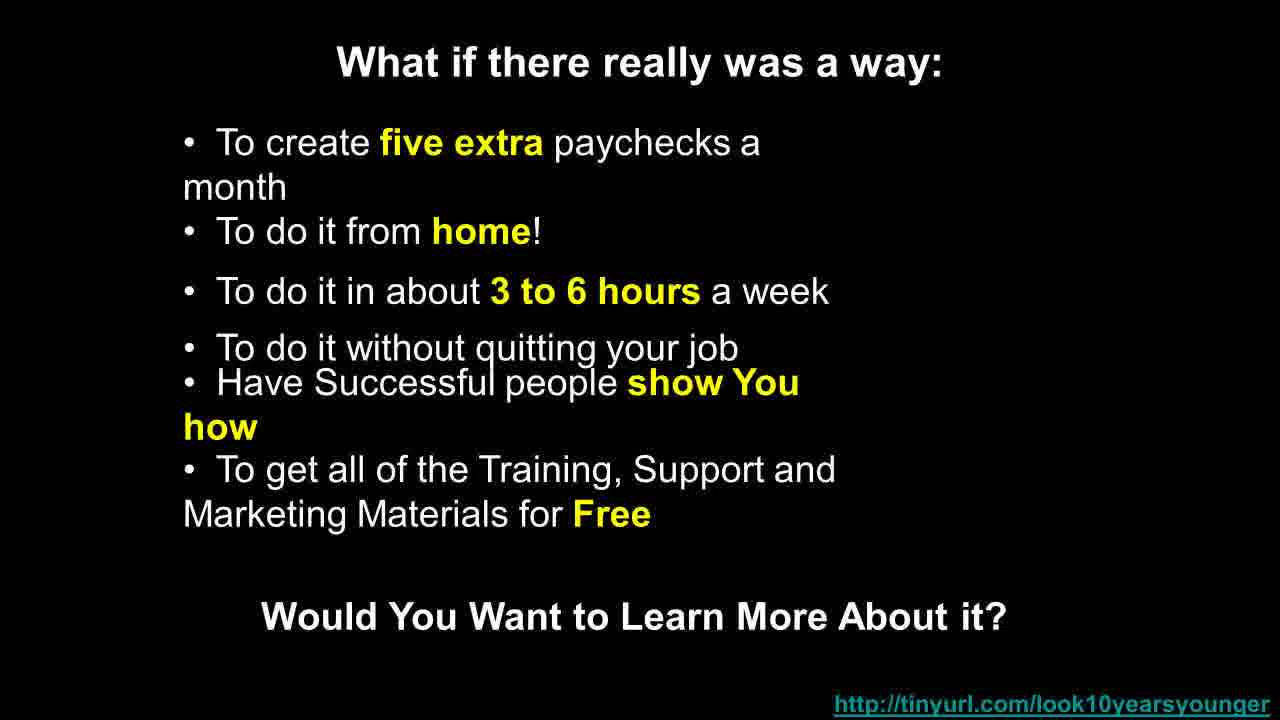 What if there really was a way:
• To create five extra paychecks a
month
• To do it from home!
• To do it in about 3 to 6 hours a week
• To do it without quitting your job
• Have Successful people show You
how
• To get all of the Training, Support and
Marketing Materials for Free
Would You Want to Learn More About it?
http://tinyurl.com/look10yearsyounger